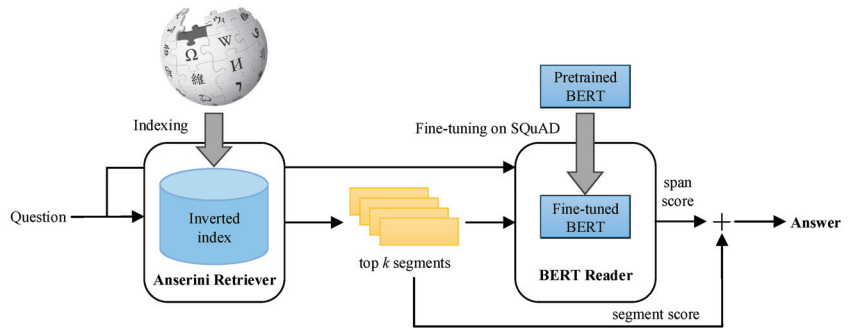 Ω
W
И
維
Pretrained
BERT
Indexing
Fine-tuning on SQuAD
Question
Inverted
index
Fine-tuned
BERT
span
score
+
Answer
top k segments
Anserini Retriever
BERT Reader
segment score